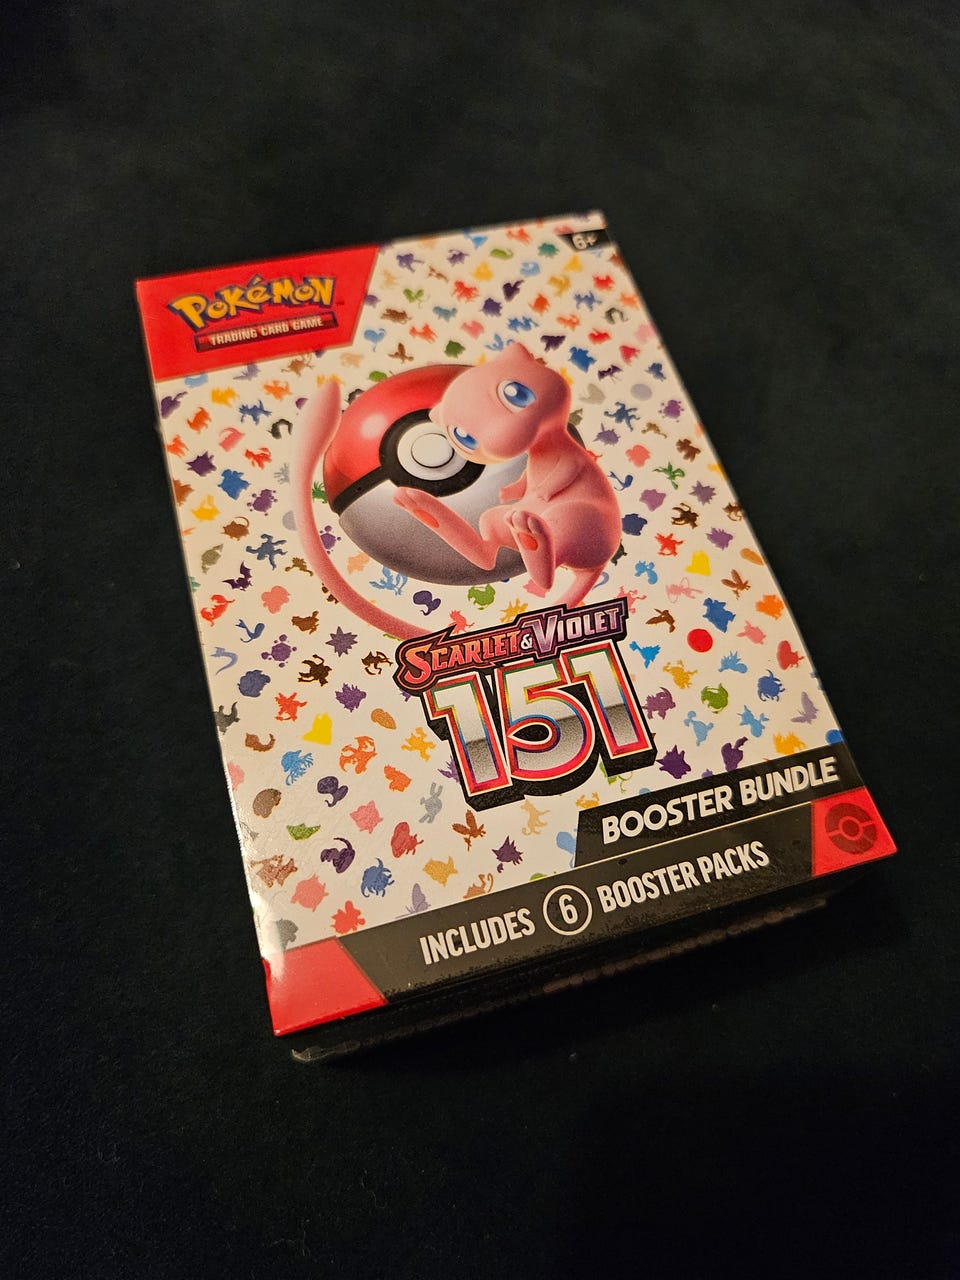 6+
POKéMON
TRADING CARD GAME
SCARLET & VIOLET
151
BOOSTER BUNDLE
INCLUDES 6 BOOSTER PACKS